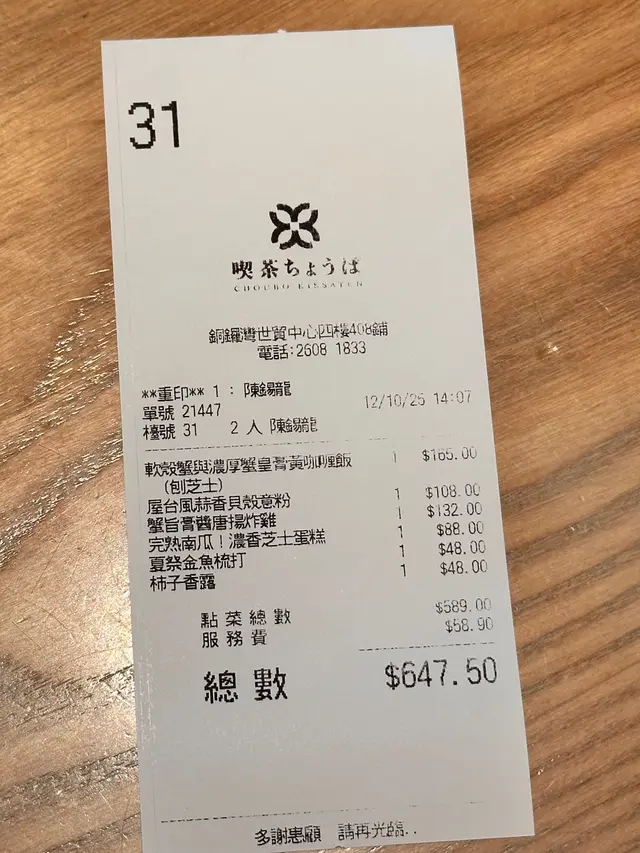 31
喫茶ちょうば
CHOUBO KISSATEN
銅鑼灣世貿中心四樓408鋪
電話:2608 1833
**重印** 1 : 陳錫龍
單號 21447 12/10/25 14:07
檯號 31 2 人 陳錫龍
軟殼蟹與濃厚蟹皇膏黃咖喱飯 1 $165.00
(刨芝士)
屋台風蒜香貝殼意粉 1 $108.00
蟹旨膏醬唐揚炸雞 1 $132.00
完熟南瓜!濃香芝士蛋糕 1 $88.00
夏祭金魚梳打 1 $48.00
柿子香露 1 $48.00
點菜總數 $589.00
服務費 $58.90
總數 $647.50
多謝惠顧 請再光臨..